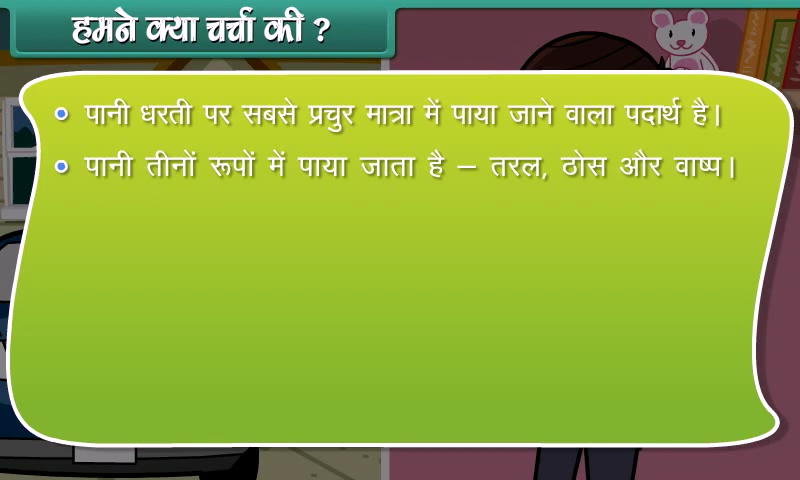 हमने क्या चर्चा की ?
• पानी धरती पर सबसे प्रचुर मात्रा में पाया जाने वाला पदार्थ है।
• पानी तीनों रूपों में पाया जाता है – तरल, ठोस और वाष्प।